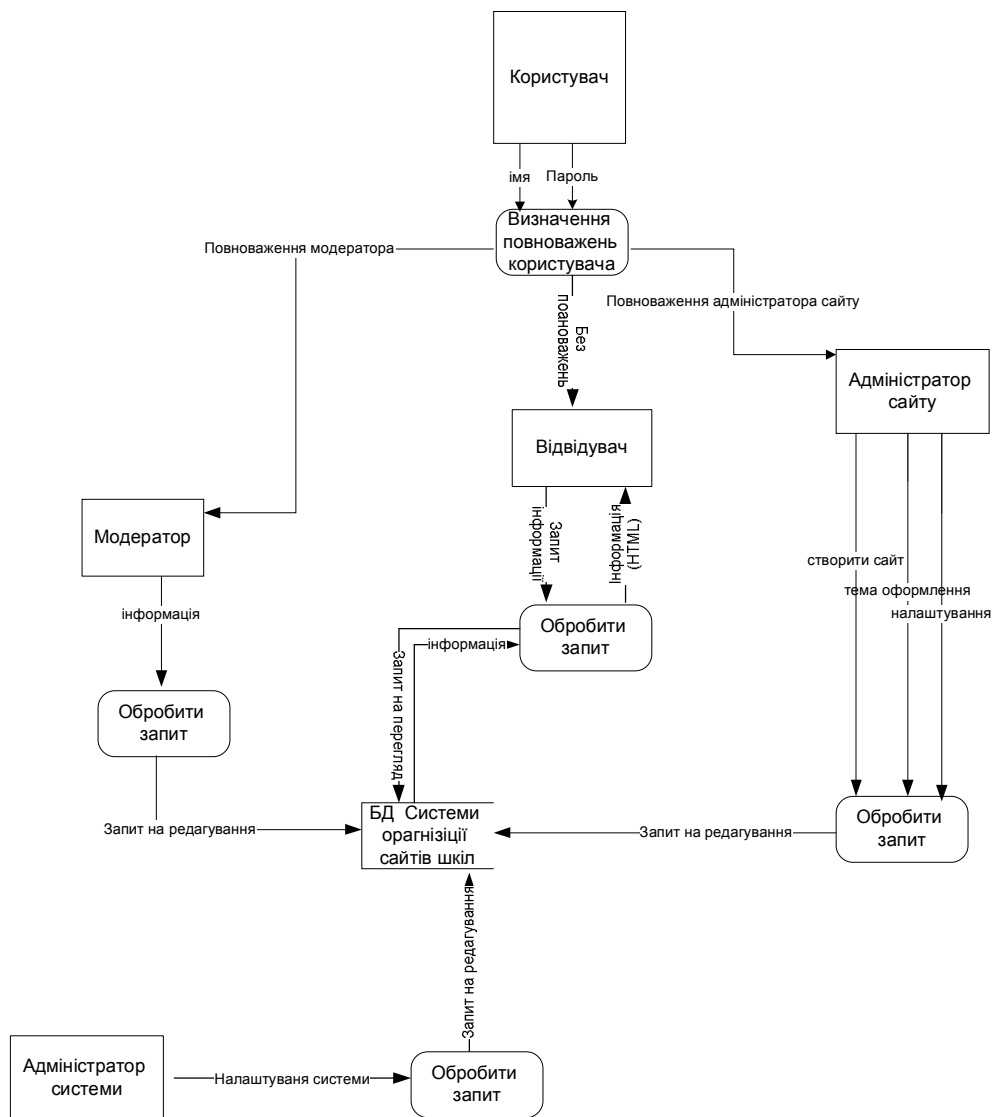 Користувач
імя
Пароль
Визначення
повноважень
користувача
Повноваження модератора
Повноваження адміністратора сайту
Без
поановажень
Адміністратор
сайту
Відвідувач
Модератор
Запит
інформації
Інформація
(HTML)
створити сайт
тема оформлення
налаштування
інформація
Обробити
запит
інформація
Запит на перегляд
Обробити
запит
БД Системи
орагнізіції
сайтів шкіл
Запит на редагування
Запит на редагування
Обробити
запит
Запит на редагування
Адміністратор
системи
Налаштуваня системи
Обробити
запит